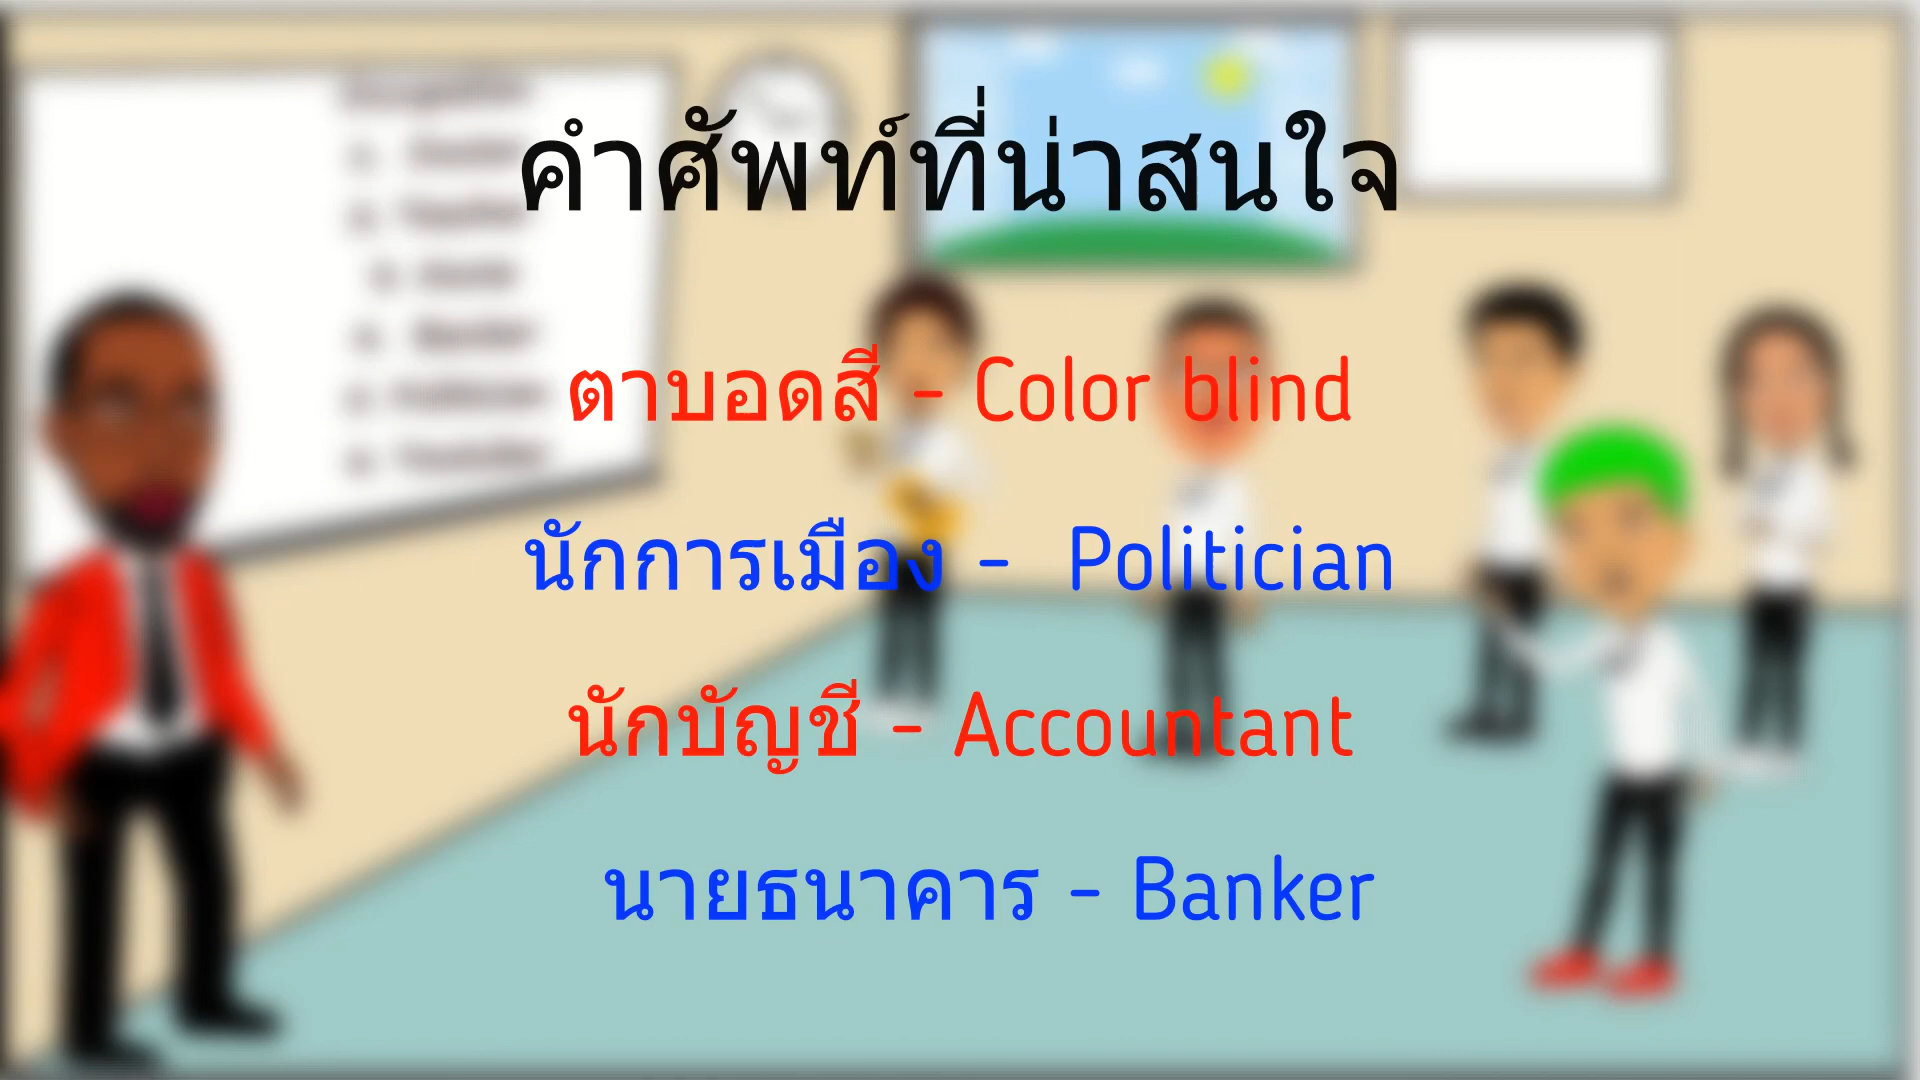 คำศัพท์ที่น่าสนใจ
ตาบอดสี - Color blind
นักการเมือง - Politician
นักบัญชี - Accountant
นายธนาคาร - Banker